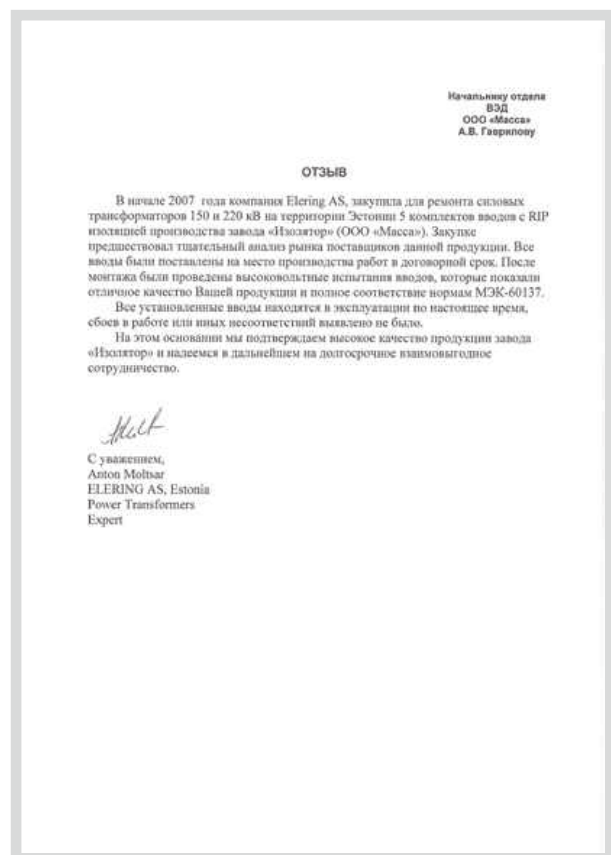 Начальнику отдела
ВЭД
ООО «Масса»
А.В. Гаврилову
ОТЗЫВ
В начале 2007 года компания Elering AS, закупила для ремонта силовых
трансформаторов 150 и 220 кВ на территории Эстонии 5 комплектов вводов с RIP
изоляцией производства завода «Изолятор» (ООО «Масса»). Закупке
предшествовал тщательный анализ рынка поставщиков данной продукции. Все
вводы были поставлены на место производства работ в договорной срок. После
монтажа были проведены высоковольтные испытания вводов, которые показали
отличное качество Вашей продукции и полное соответствие нормам МЭК-60137.
Все установленные вводы находятся в эксплуатации по настоящее время,
сбоев в работе или иных несоответствий выявлено не было.
На этом основании мы подтверждаем высокое качество продукции завода
«Изолятор» и надеемся в дальнейшем на долгосрочное взаимовыгодное
сотрудничество.
С уважением,
Anton Moltsar
ELERING AS, Estonia
Power Transformers
Expert